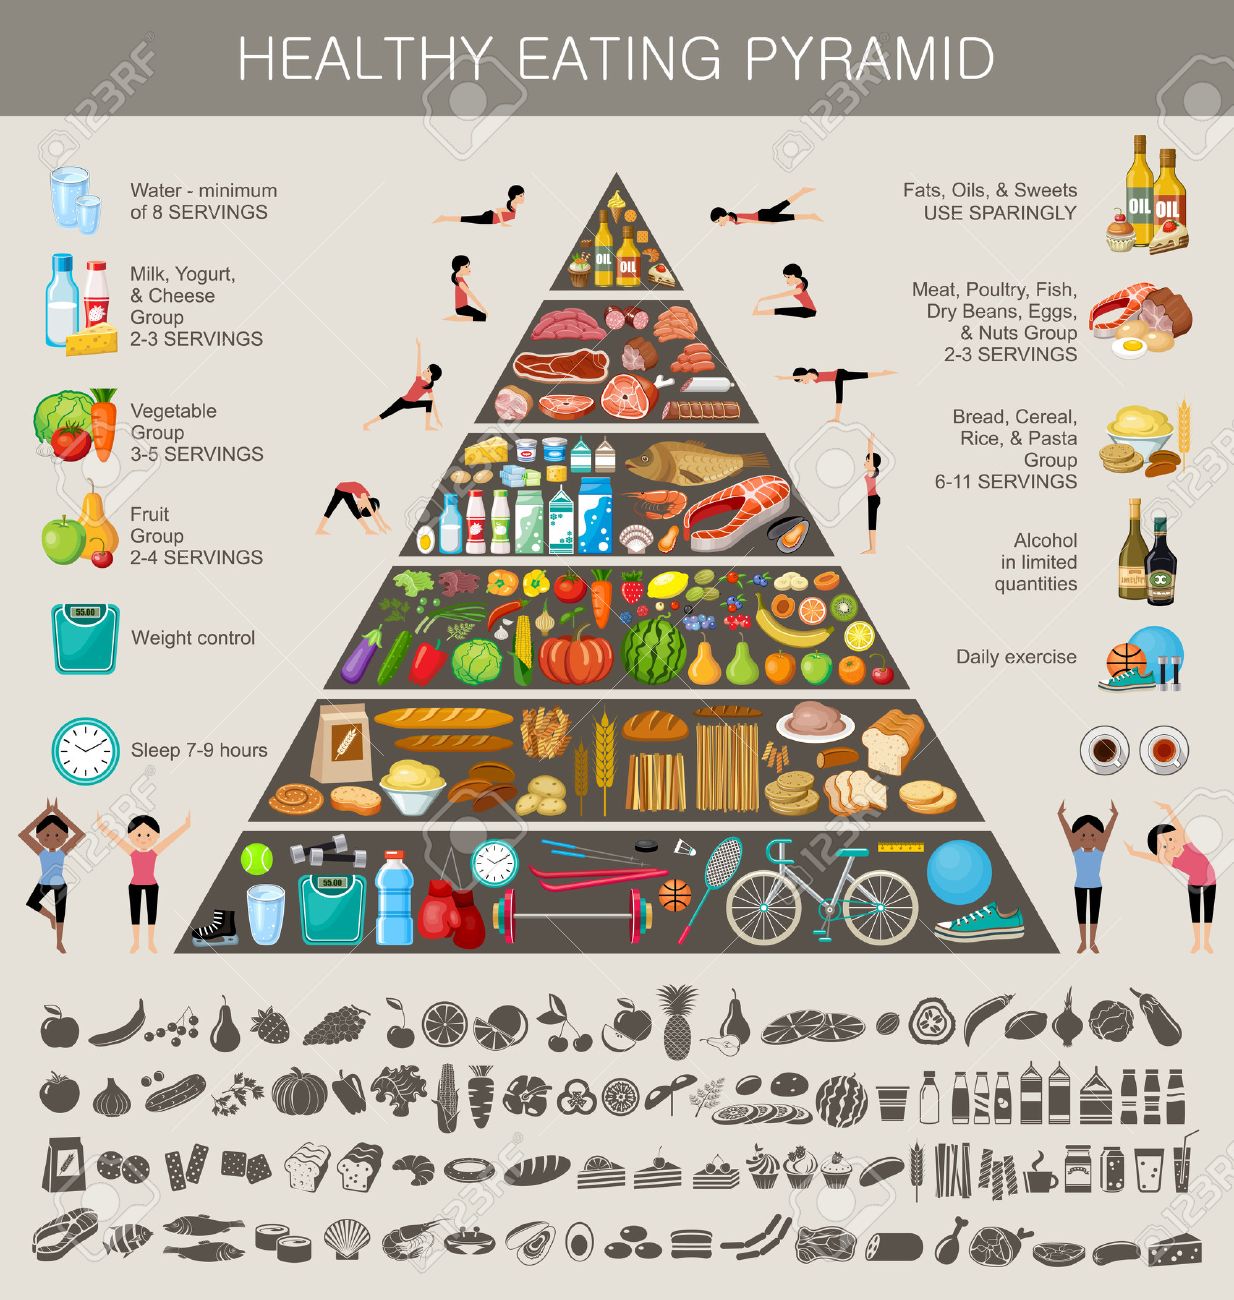 HEALTHY EATING PYRAMID
Water - minimum
of 8 SERVINGS
Milk, Yogurt,
& Cheese
Group
2-3 SERVINGS
Vegetable
Group
3-5 SERVINGS
Fruit
Group
2-4 SERVINGS
55.00
Weight control
Sleep 7-9 hours
Fats, Oils, & Sweets
USE SPARINGLY
OIL
OIL
Meat, Poultry, Fish,
Dry Beans, Eggs,
& Nuts Group
2-3 SERVINGS
Bread, Cereal,
Rice, & Pasta
Group
6-11 SERVINGS
Alcohol
in limited
quantities
Daily exercise
OIL
OIL
55.00
123RF